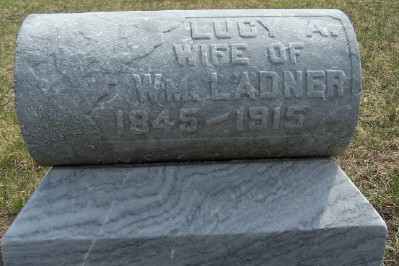 LUCY A.
WIFE OF
WM. LADNER
1845 - 1915